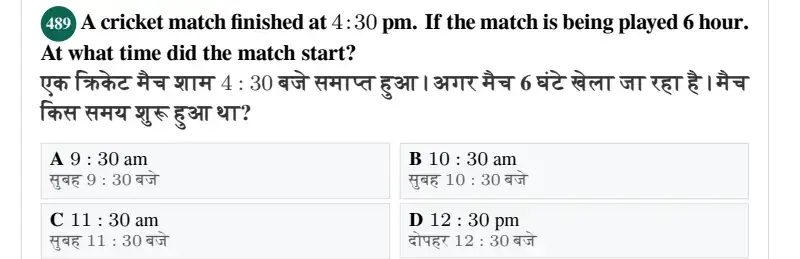 489 A cricket match finished at 4:30 pm. If the match is being played 6 hour.
At what time did the match start?
एक क्रिकेट मैच शाम 4 : 30 बजे समाप्त हुआ। अगर मैच 6 घंटे खेला जा रहा है। मैच
किस समय शुरू हुआ था?
A 9 : 30 am
सुबह 9 : 30 बजे
B 10 : 30 am
सुबह 10 : 30 बजे
C 11 : 30 am
सुबह 11 : 30 बजे
D 12 : 30 pm
दोपहर 12 : 30 बजे